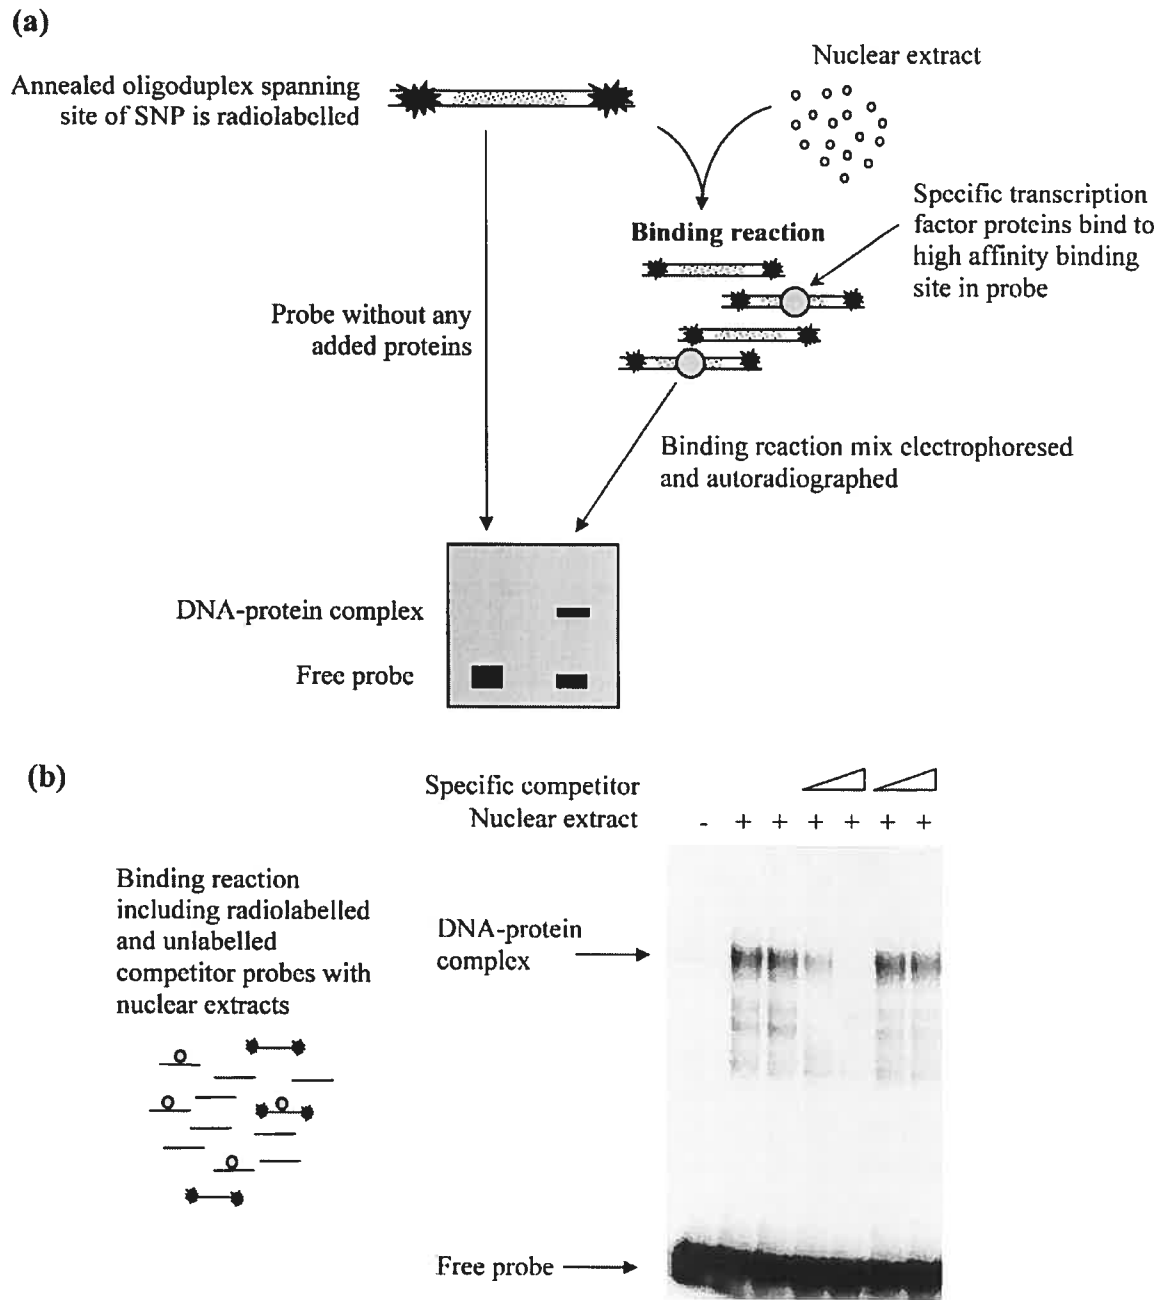 (a)
Nuclear extract
Annealed oligoduplex spanning
site of SNP is radiolabelled
Specific transcription
factor proteins bind to
high affinity binding
site in probe
Binding reaction
Probe without any
added proteins
Binding reaction mix electrophoresed
and autoradiographed
DNA-protein complex
Free probe
(b)
Specific competitor
Nuclear extract - + + + + + +
Binding reaction
including radiolabelled
and unlabelled
competitor probes with
nuclear extracts
DNA-protein
complex
Free probe